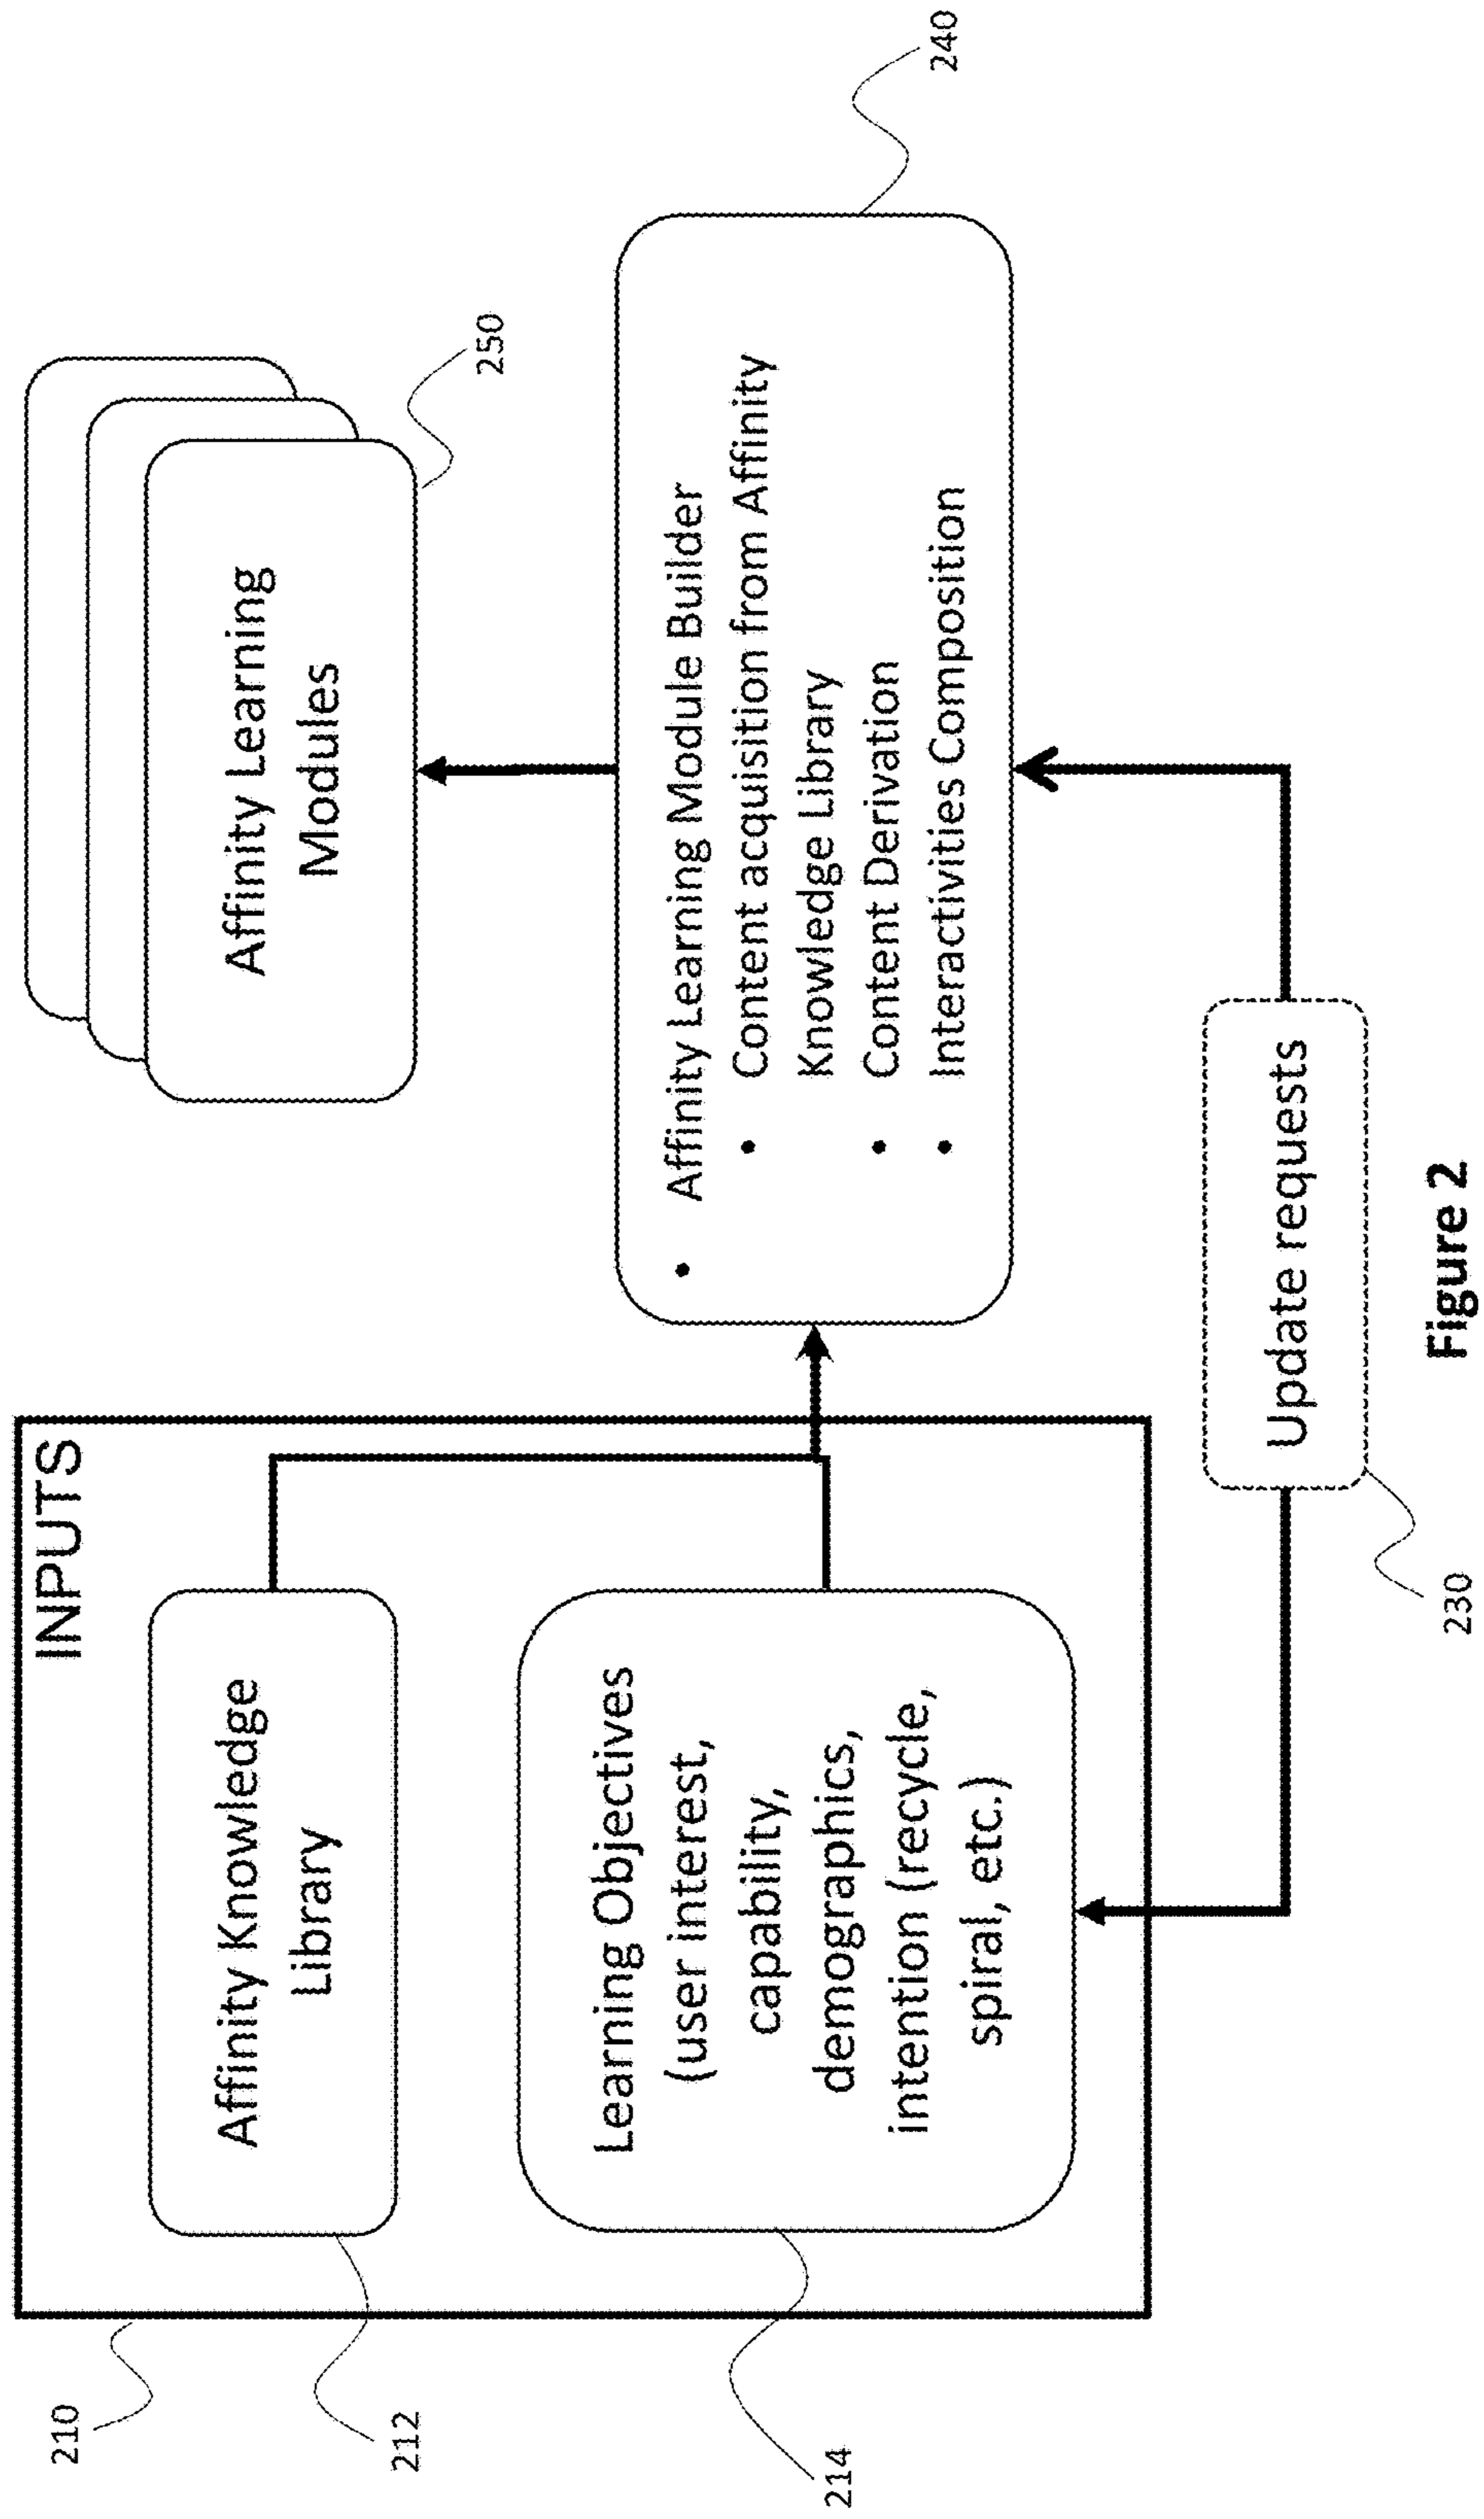 INPUTS
210
Affinity Knowledge
Library
212
Learning Objectives
(user interest,
capability,
demographics,
intention (recycle,
spiral, etc.)
214
Affinity Learning
Modules
250
• Affinity Learning Module Builder
• Content acquisition from Affinity
Knowledge Library
• Content Derivation
• Interactivities Composition
240
Update requests
230
Figure 2